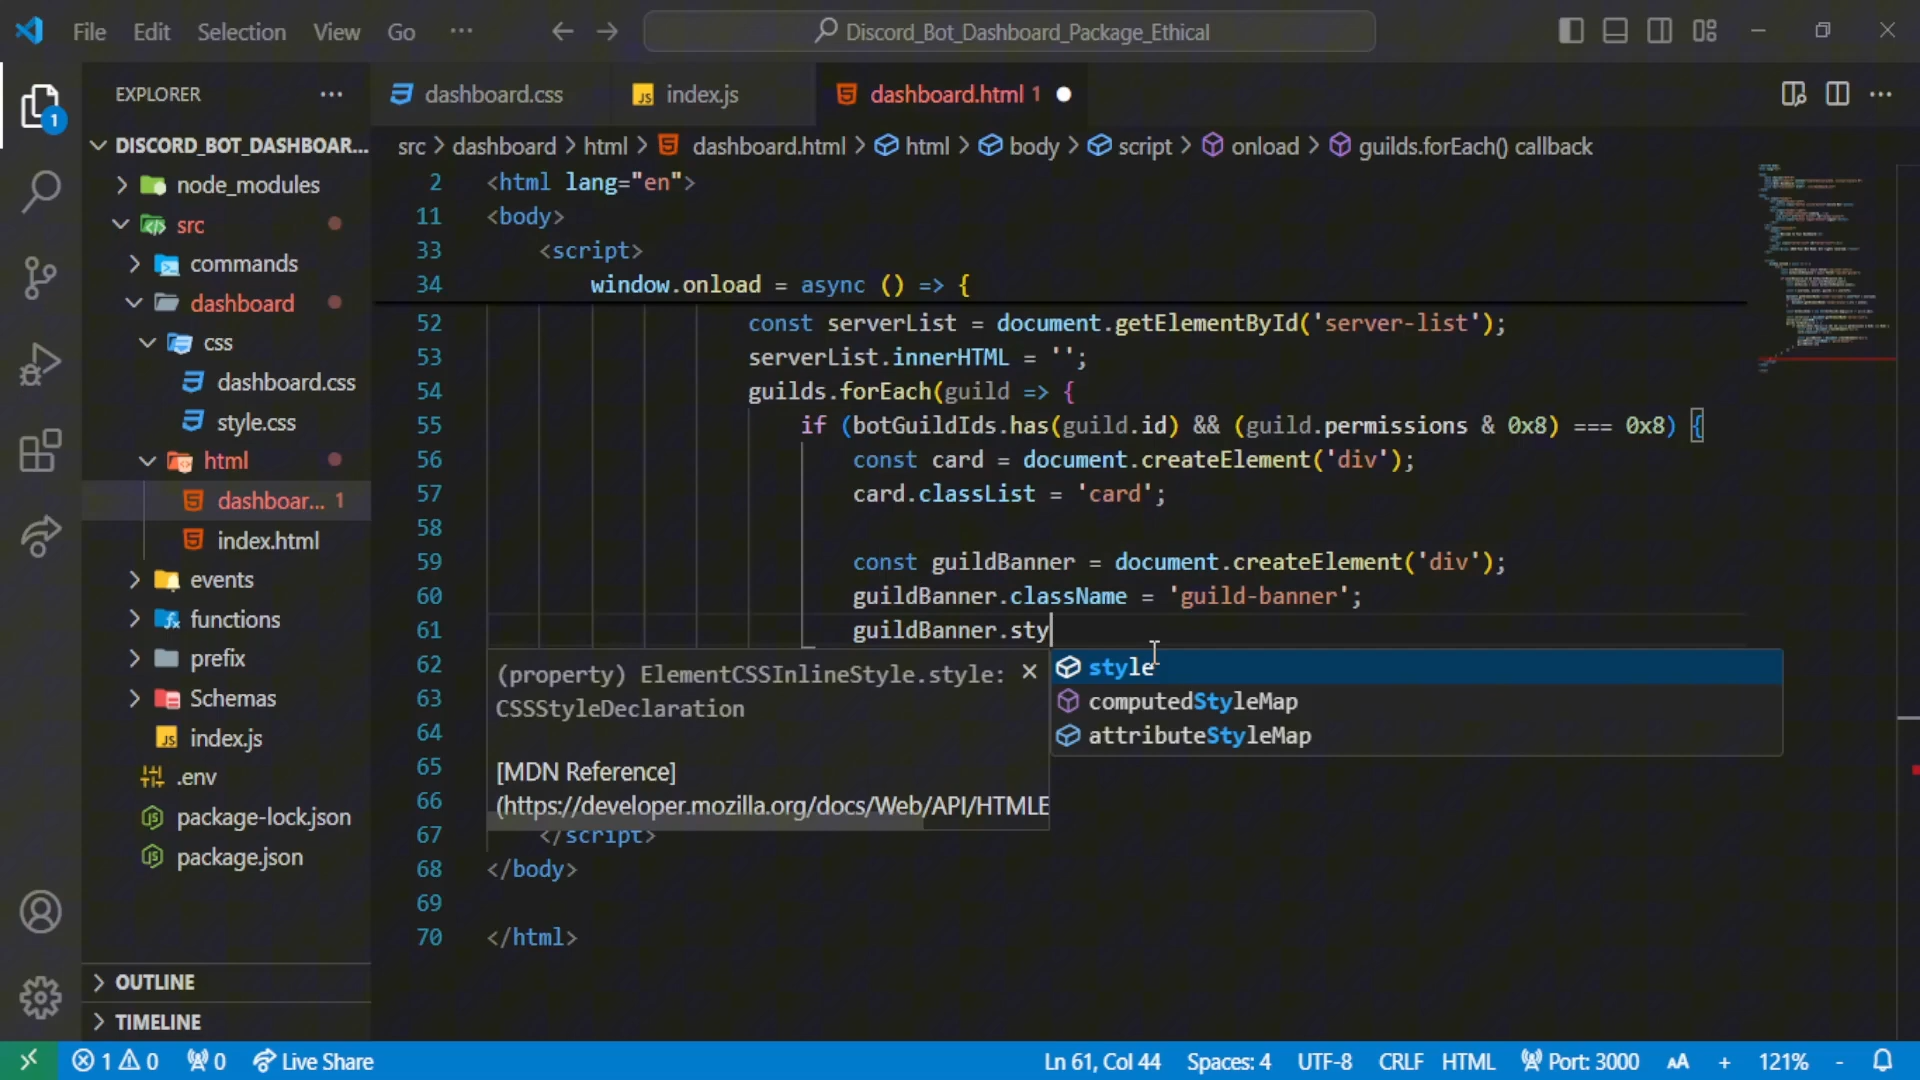 File Edit Selection View Go ··· Discord_Bot_Dashboard_Package_Ethical
EXPLORER ···
dashboard.css
index.js
dashboard.html 1
1
DISCORD_BOT_DASHBOAR...
node_modules
src
commands
dashboard
css
dashboard.css
style.css
html
dashboar... 1
index.html
events
functions
prefix
Schemas
index.js
.env
package-lock.json
package.json
OUTLINE
TIMELINE
src > dashboard > html > dashboard.html > html > body > script > onload > guilds.forEach() callback
2 <html lang="en">
11 <body>
33 <script>
34 window.onload = async () => {
52 const serverList = document.getElementById('server-list');
53 serverList.innerHTML = '';
54 guilds.forEach(guild => {
55 if (botGuildIds.has(guild.id) && (guild.permissions & 0x8) === 0x8) {
56 const card = document.createElement('div');
57 card.classList = 'card';
58
59 const guildBanner = document.createElement('div');
60 guildBanner.className = 'guild-banner';
61 guildBanner.sty
62
63
64
65
66
67 </script>
68 </body>
69
70 </html>
(property) ElementCSSInlineStyle.style:
CSSStyleDeclaration
[MDN Reference]
(https://developer.mozilla.org/docs/Web/API/HTMLE
style
computedStyleMap
attributeStyleMap
1 0 0 Live Share Ln 61, Col 44 Spaces: 4 UTF-8 CRLF HTML Port: 3000 AA + 121% -